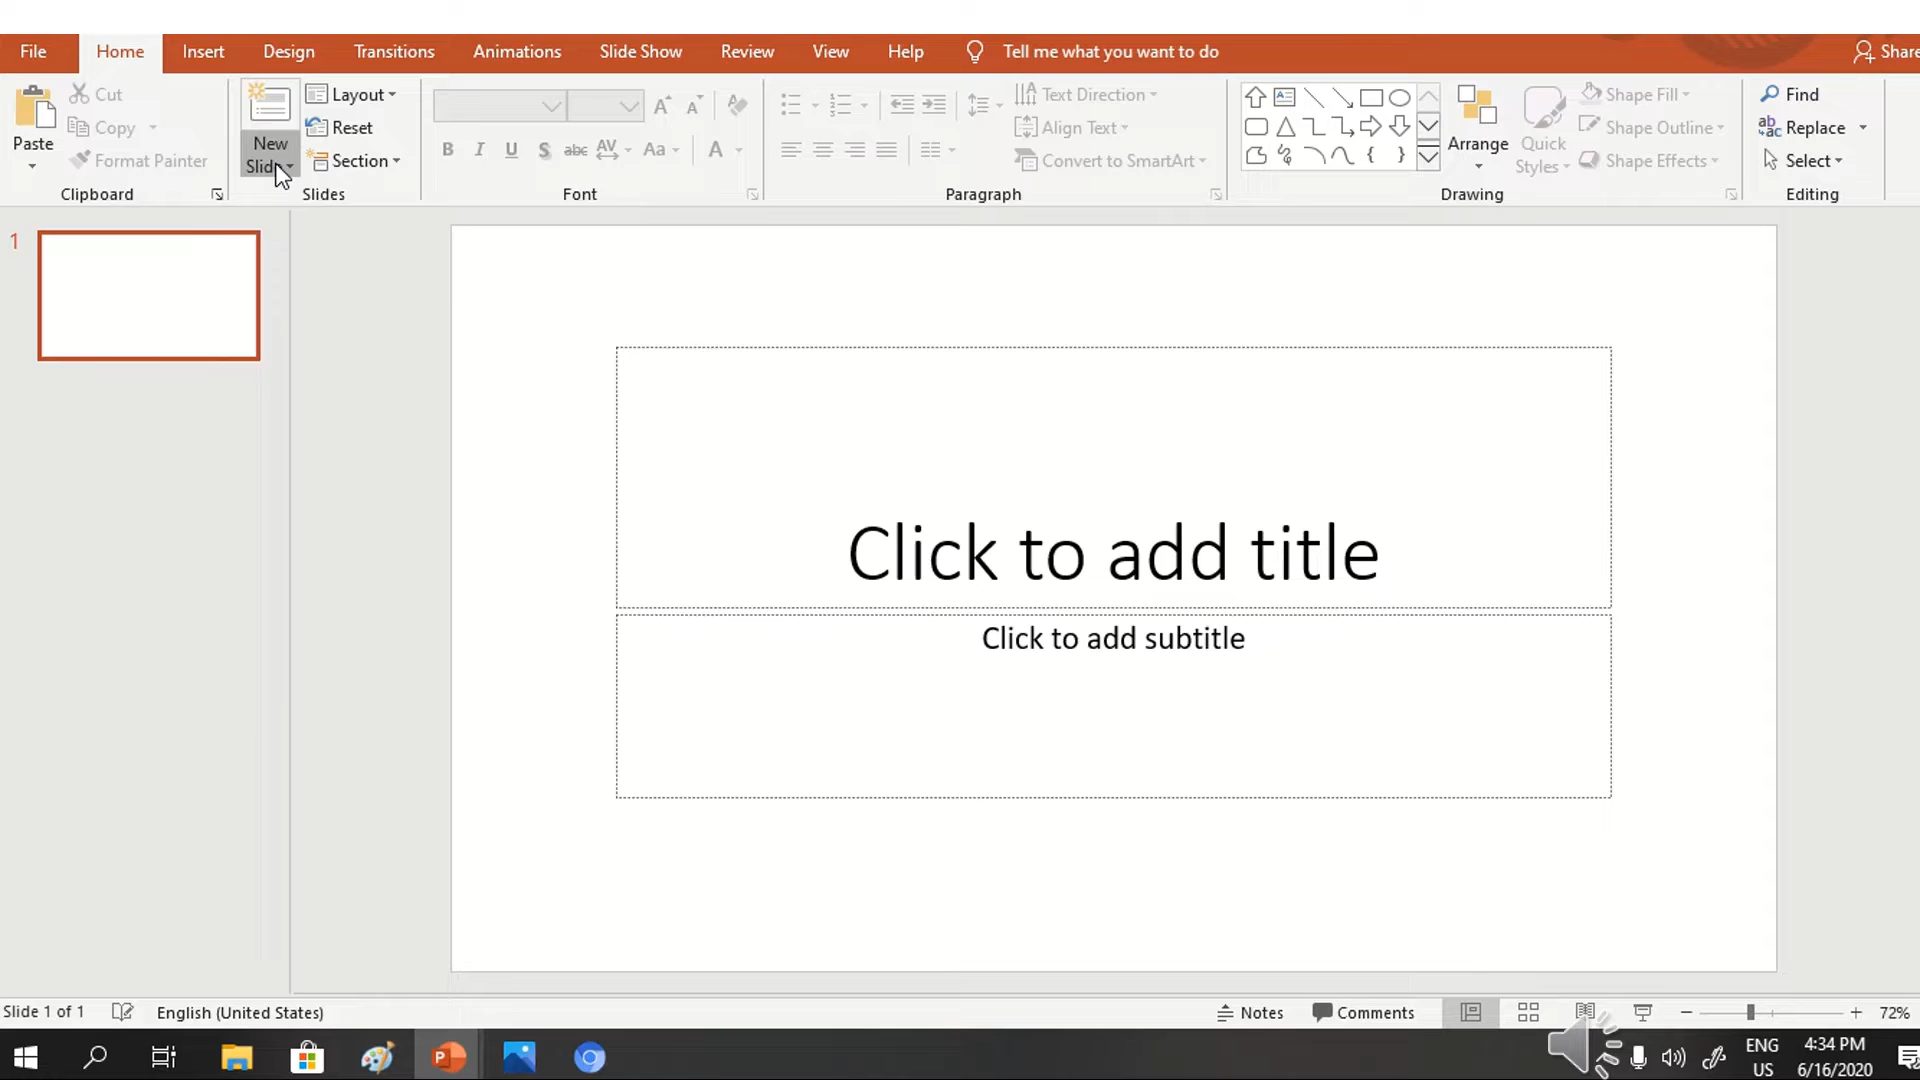 File Home Insert Design Transitions Animations Slide Show Review View Help Tell me what you want to do Share
Paste
Cut
Copy
Format Painter
Clipboard
New
Slide
Layout
Reset
Section
Slides
B I U S abc AV Aa A
Font
Text Direction
Align Text
Convert to SmartArt
Paragraph
Arrange
Quick
Styles
Shape Fill
Shape Outline
Shape Effects
Drawing
Find
Replace
Select
Editing
1
Click to add title
Click to add subtitle
Slide 1 of 1 English (United States) Notes Comments 72%
ENG
US
4:34 PM
6/16/2020